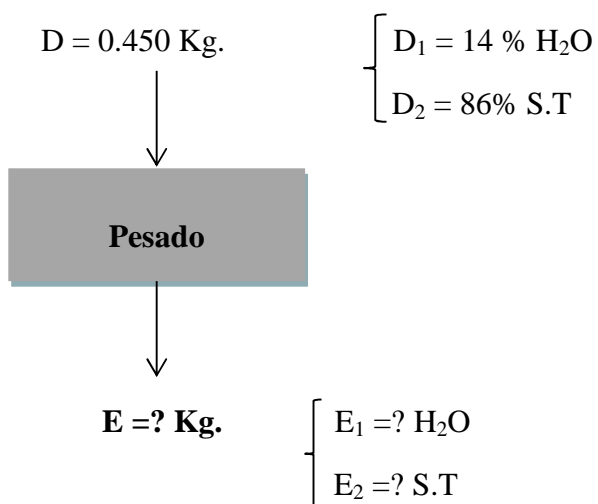 D = 0.450 Kg.
D₁ = 14 % H₂O
D₂ = 86% S.T
Pesado
E =? Kg.
E₁ =? H₂O
E₂ =? S.T